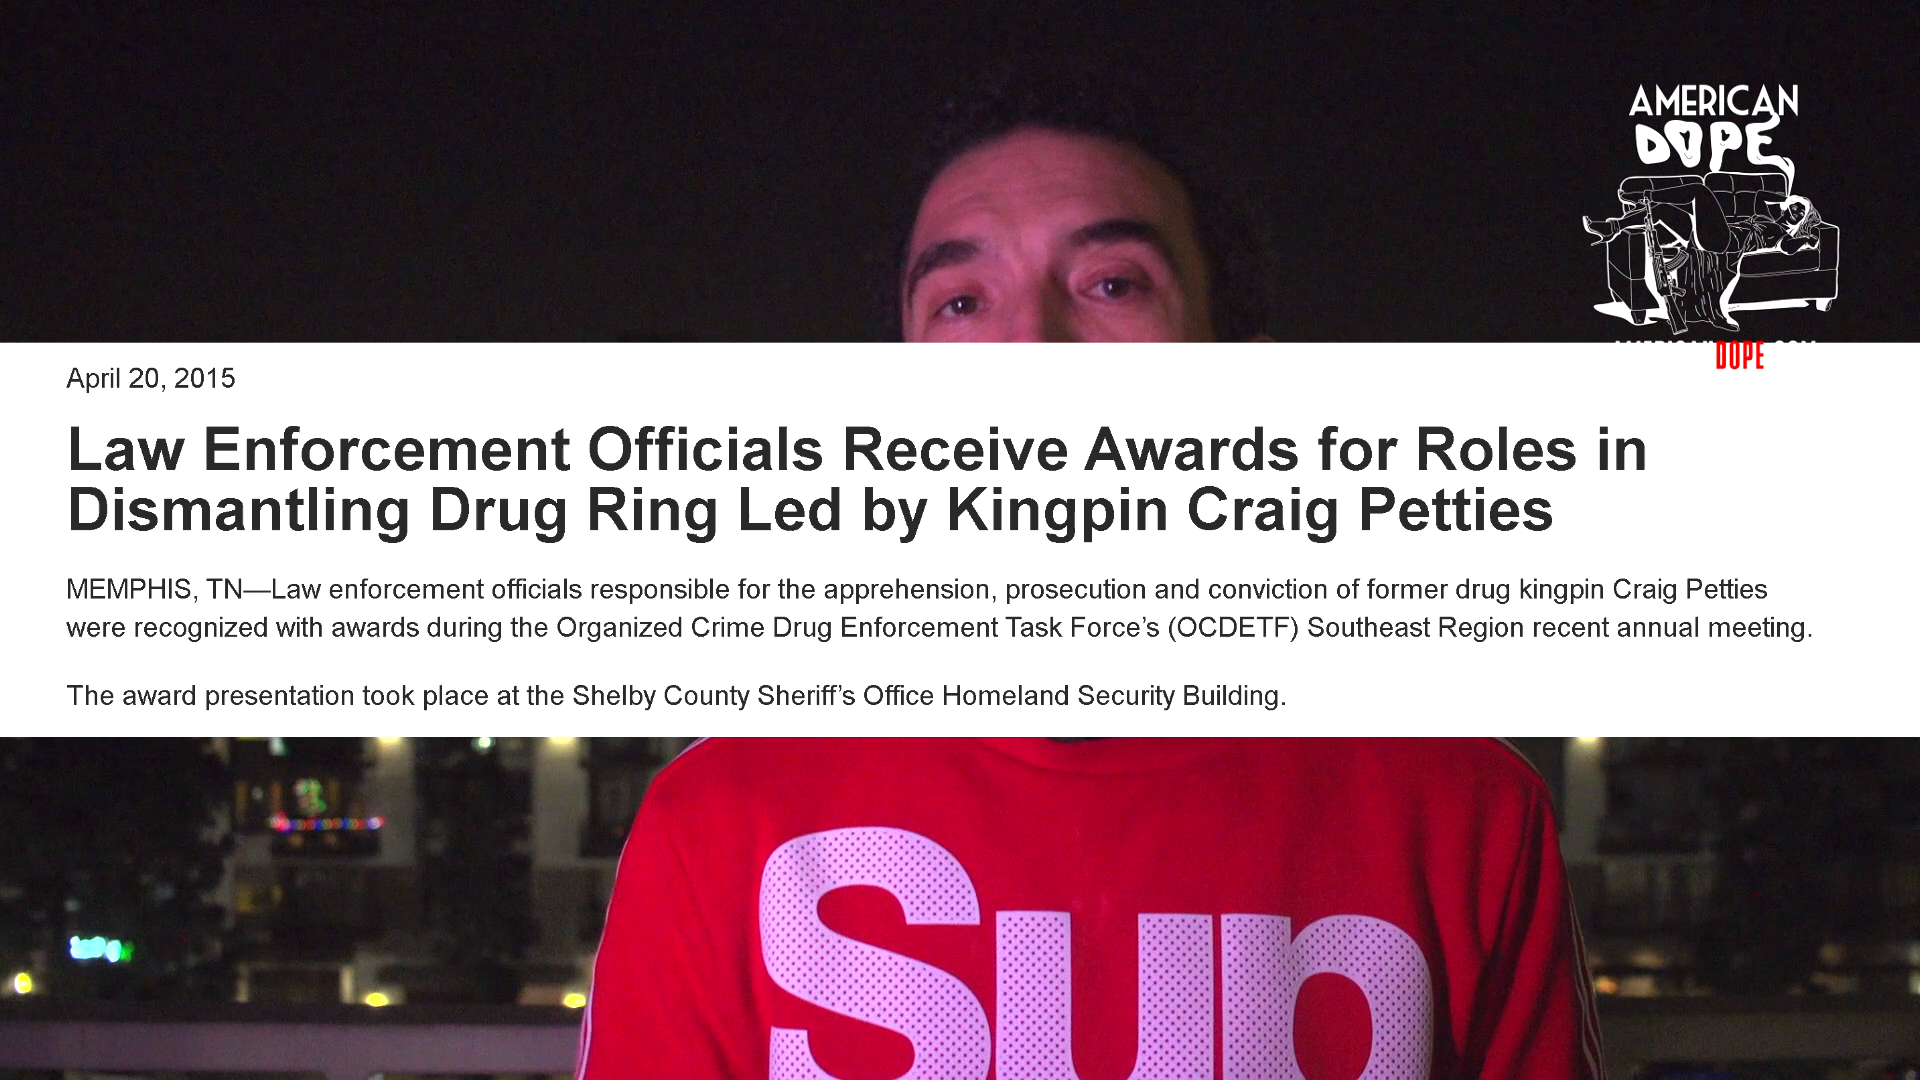 AMERICAN
DOPE
DOPE
April 20, 2015
Law Enforcement Officials Receive Awards for Roles in
Dismantling Drug Ring Led by Kingpin Craig Petties
MEMPHIS, TN—Law enforcement officials responsible for the apprehension, prosecution and conviction of former drug kingpin Craig Petties
were recognized with awards during the Organized Crime Drug Enforcement Task Force’s (OCDETF) Southeast Region recent annual meeting.
The award presentation took place at the Shelby County Sheriff’s Office Homeland Security Building.
Sup